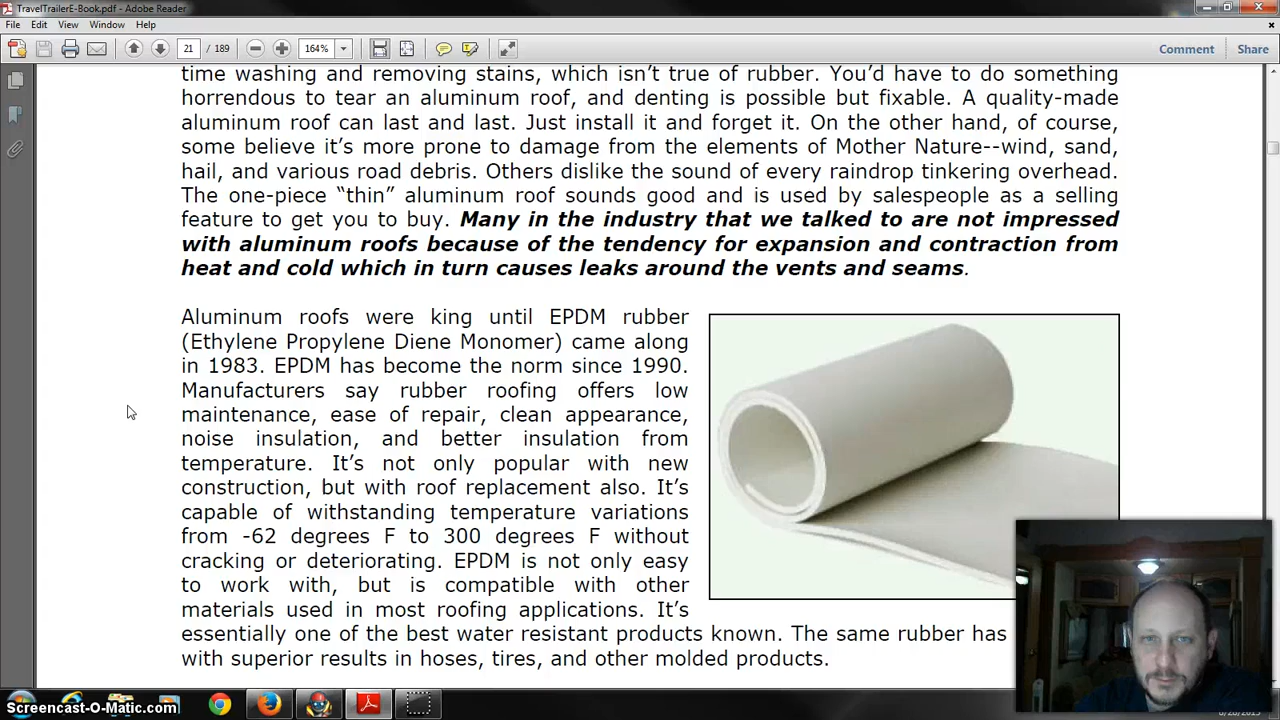 TravelTrailerE-Book.pdf - Adobe Reader
File Edit View Window Help
21 / 189 164% Comment Share
time washing and removing stains, which isn't true of rubber. You'd have to do something
horrendous to tear an aluminum roof, and denting is possible but fixable. A quality-made
aluminum roof can last and last. Just install it and forget it. On the other hand, of course,
some believe it's more prone to damage from the elements of Mother Nature--wind, sand,
hail, and various road debris. Others dislike the sound of every raindrop tinkering overhead.
The one-piece “thin” aluminum roof sounds good and is used by salespeople as a selling
feature to get you to buy. Many in the industry that we talked to are not impressed
with aluminum roofs because of the tendency for expansion and contraction from
heat and cold which in turn causes leaks around the vents and seams.
Aluminum roofs were king until EPDM rubber
(Ethylene Propylene Diene Monomer) came along
in 1983. EPDM has become the norm since 1990.
Manufacturers say rubber roofing offers low
maintenance, ease of repair, clean appearance,
noise insulation, and better insulation from
temperature. It's not only popular with new
construction, but with roof replacement also. It's
capable of withstanding temperature variations
from -62 degrees F to 300 degrees F without
cracking or deteriorating. EPDM is not only easy
to work with, but is compatible with other
materials used in most roofing applications. It's
essentially one of the best water resistant products known. The same rubber has
with superior results in hoses, tires, and other molded products.
Screencast-O-Matic.com